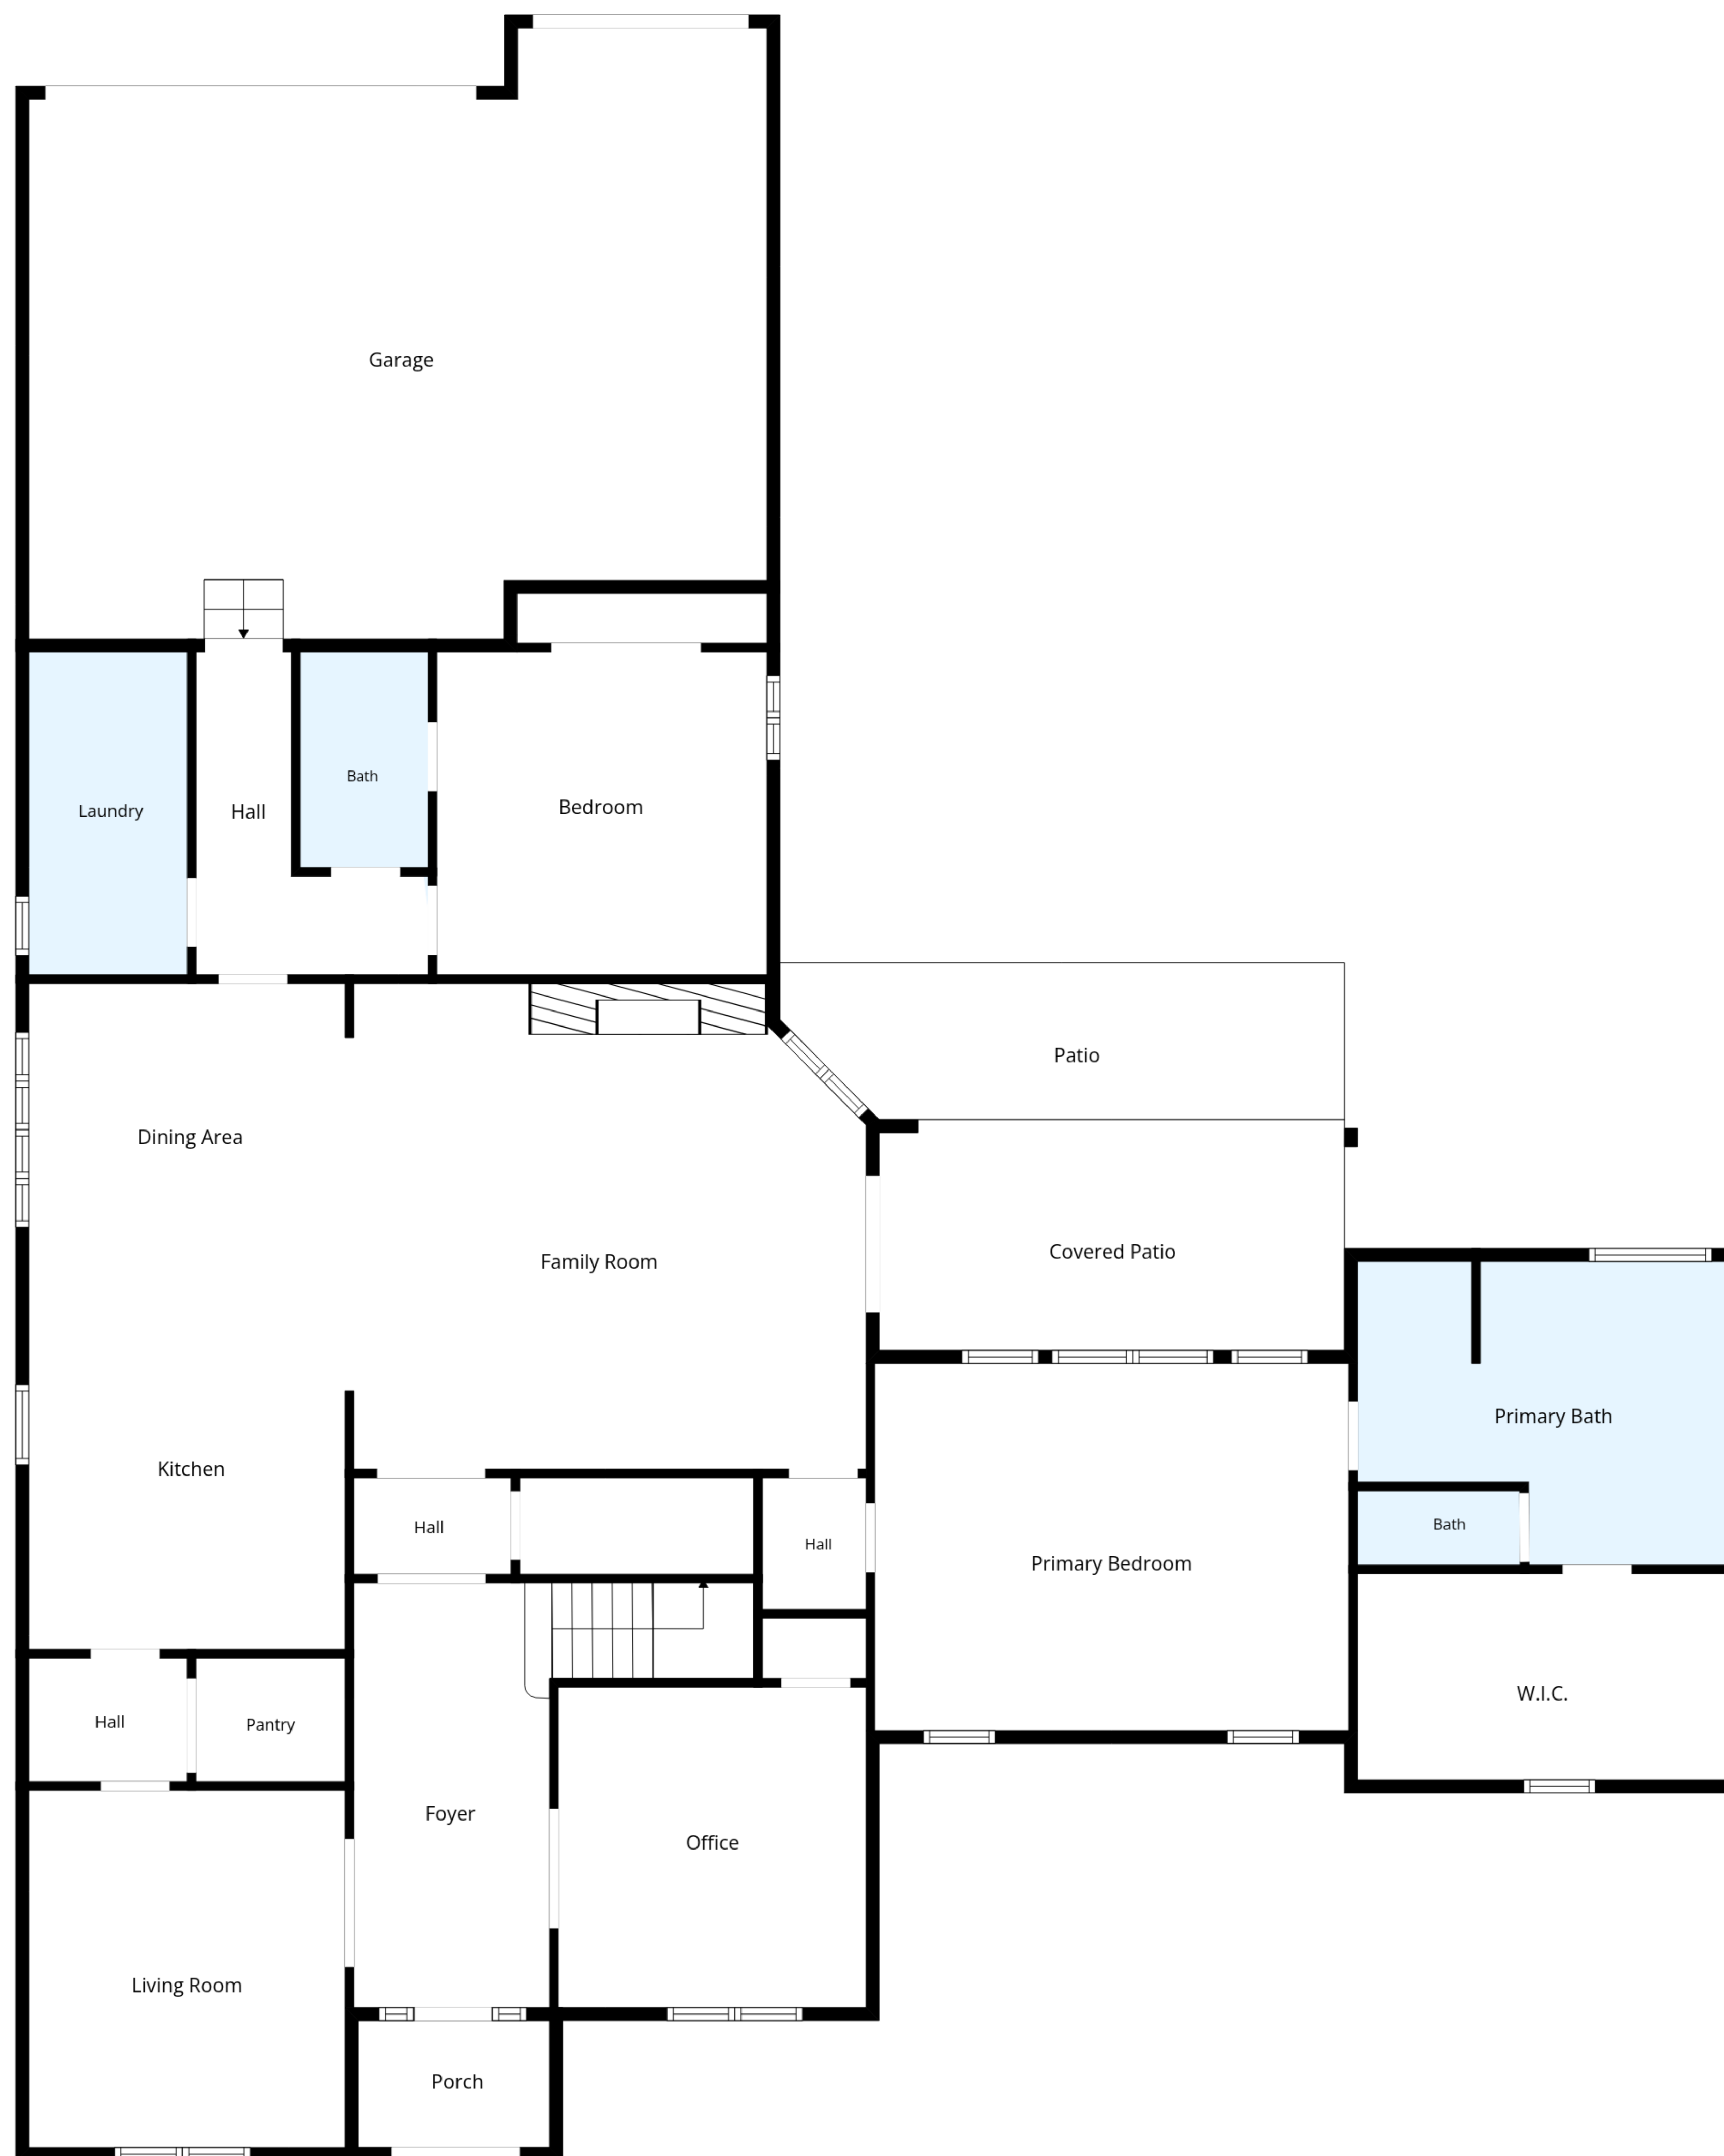 Garage
Bath
Bedroom
Laundry
Hall
Patio
Dining Area
Covered Patio
Family Room
Primary Bath
Kitchen
Hall
Bath
Hall
Primary Bedroom
W.I.C.
Hall
Pantry
Foyer
Office
Living Room
Porch